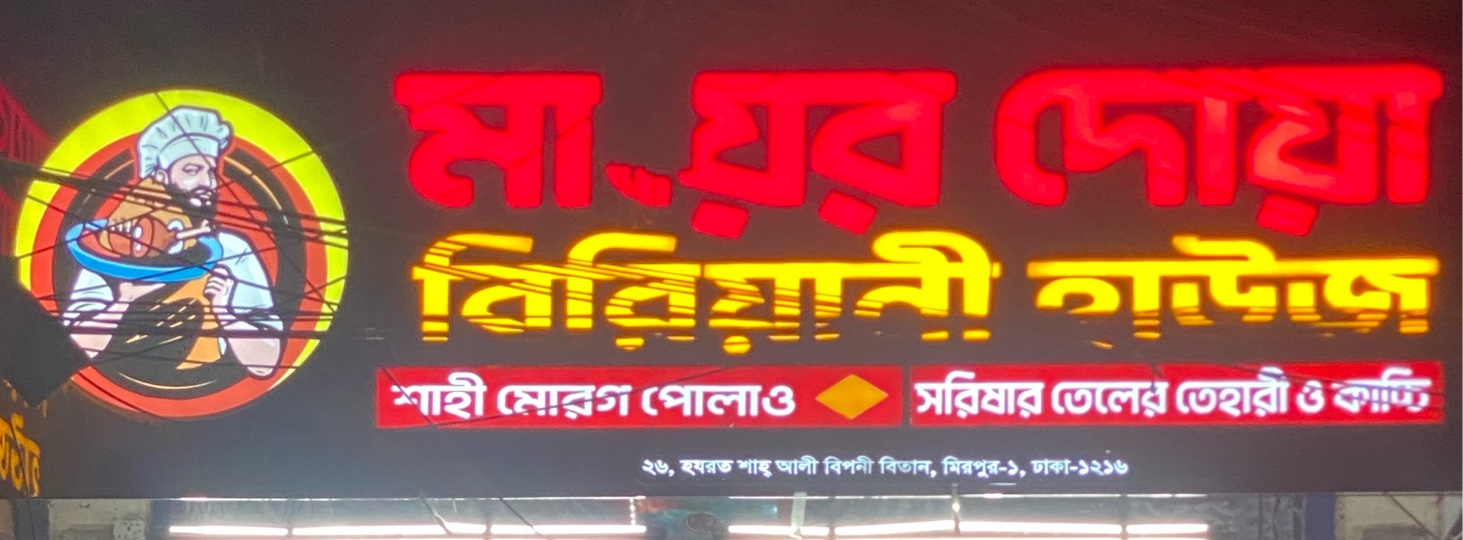 মায়ের দোয়া
বিরিয়ানী হাউজ
শাহী মোরগ পোলাও সরিষার তেলের তেহারী ও কাচ্চি
২৬, হযরত শাহ্ আলী বিপনী বিতান, মিরপুর-১, ঢাকা-১২১৬